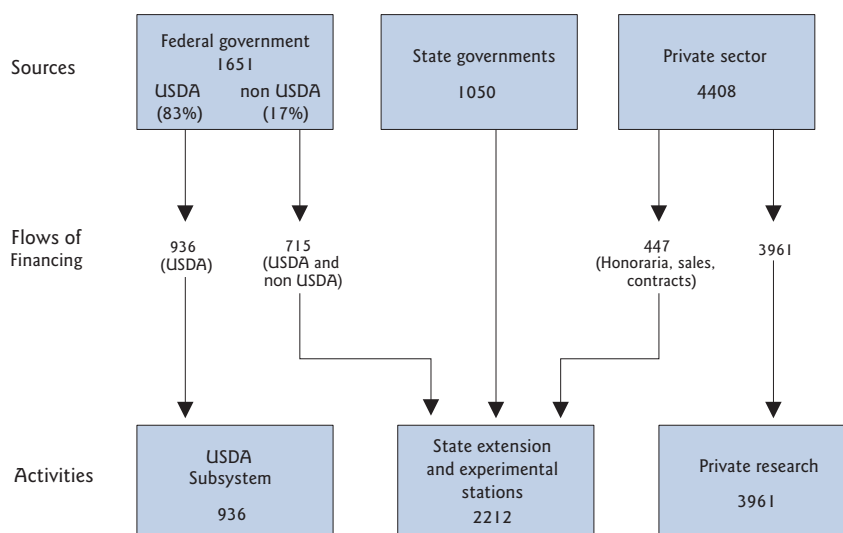 Sources
Federal government
1651
USDA non USDA
(83%) (17%)
State governments
1050
Private sector
4408
Flows of
Financing
936
(USDA)
715
(USDA and
non USDA)
447
(Honoraria, sales,
contracts)
3961
Activities
USDA
Subsystem
936
State extension
and experimental
stations
2212
Private research
3961